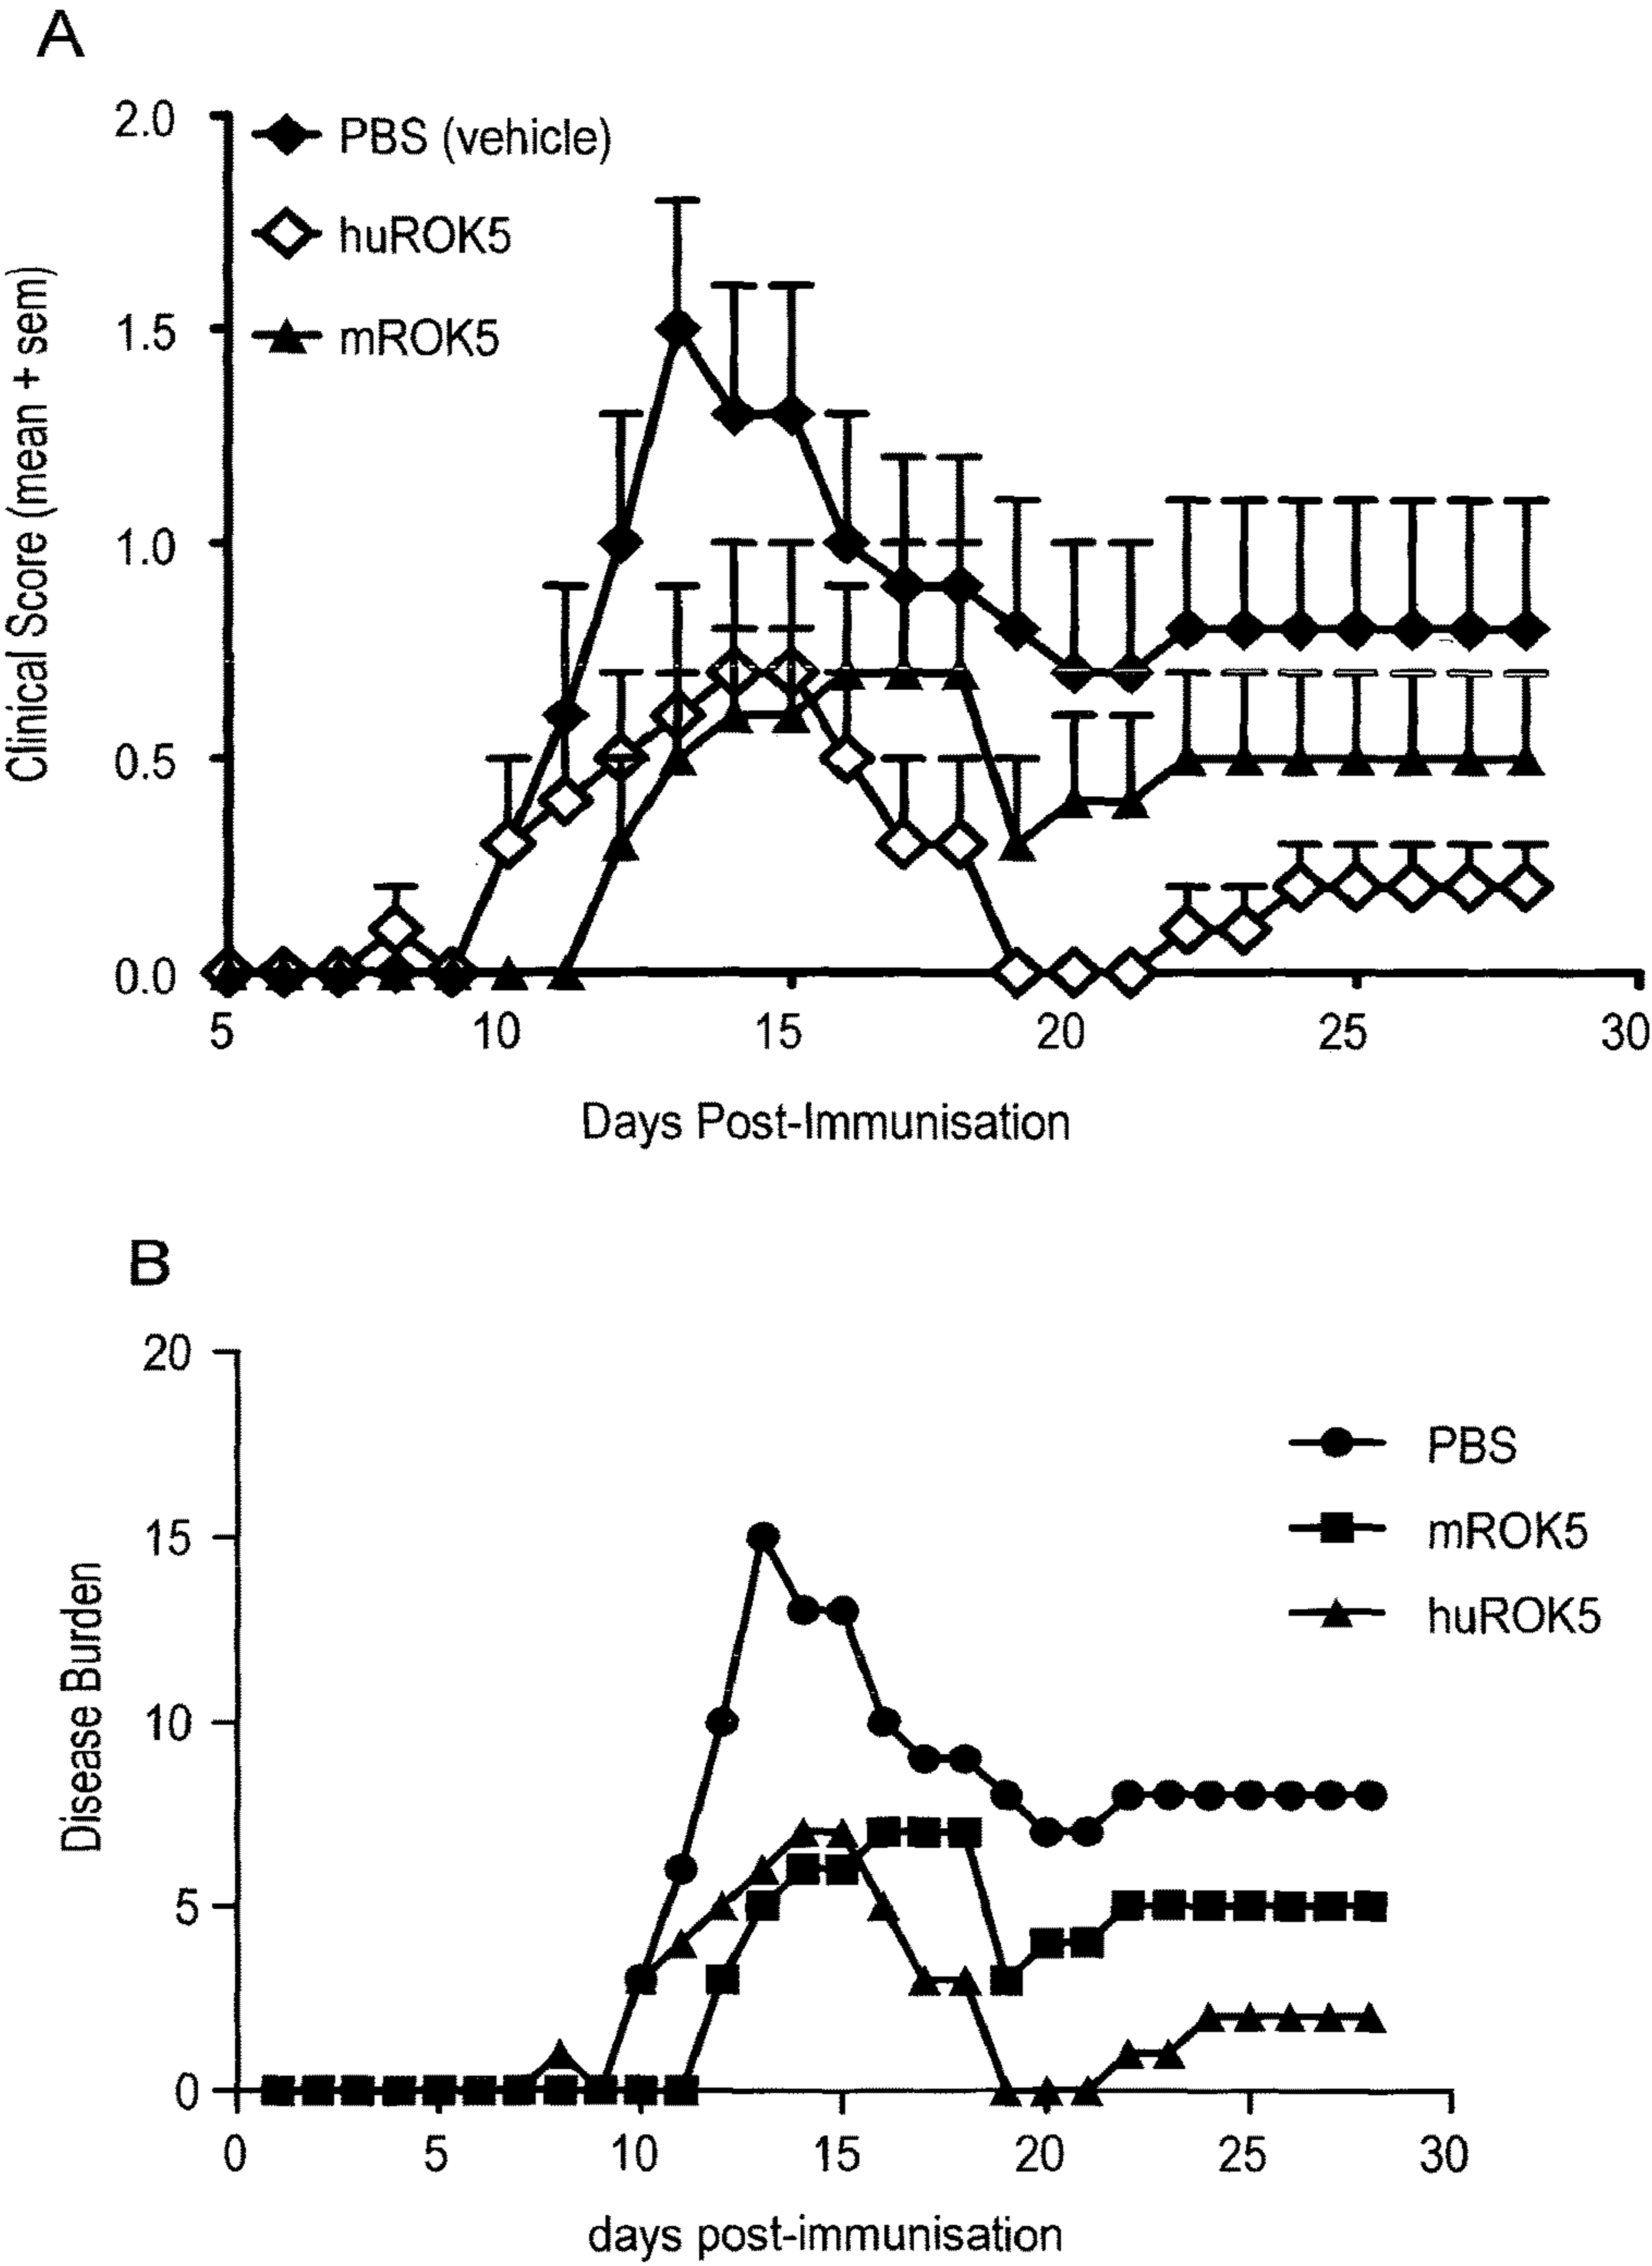 A
2.0
PBS (vehicle)
huROK5
1.5
mROK5
1.0
0.5
0.0
Clinical Score (mean + sem)
5 10 15 20 25 30
Days Post-Immunisation
B
20
PBS
15
mROK5
huROK5
10
5
0
Disease Burden
0 5 10 15 20 25 30
days post-immunisation